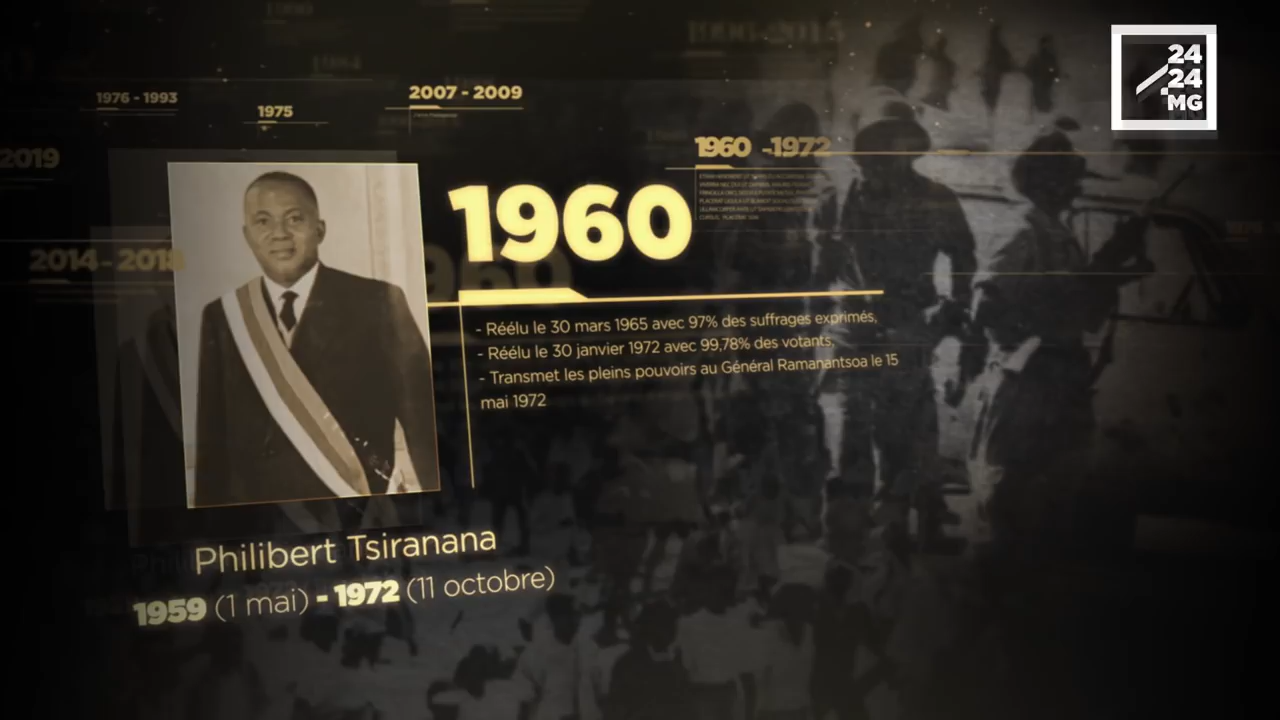 24
24
MG
1976 - 1993
1975
2007 - 2009
2019
1960 -1972
1960
2014- 2018
- Réélu le 30 mars 1965 avec 97% des suffrages exprimés,
- Réélu le 30 janvier 1972 avec 99,78% des votants,
- Transmet les pleins pouvoirs au Général Ramanantsoa le 15
mai 1972
Philibert Tsiranana
1959 (1 mai) - 1972 (11 octobre)